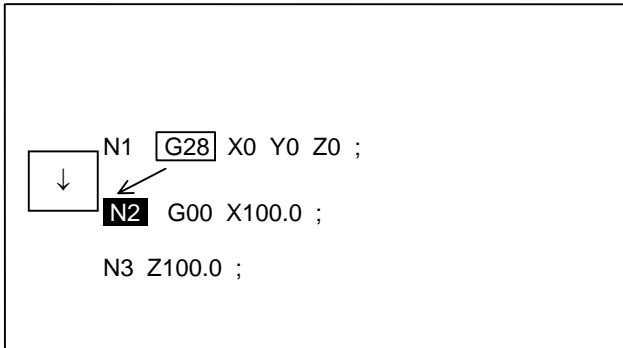 N1 G28 X0 Y0 Z0 ;
↓
N2 G00 X100.0 ;
N3 Z100.0 ;